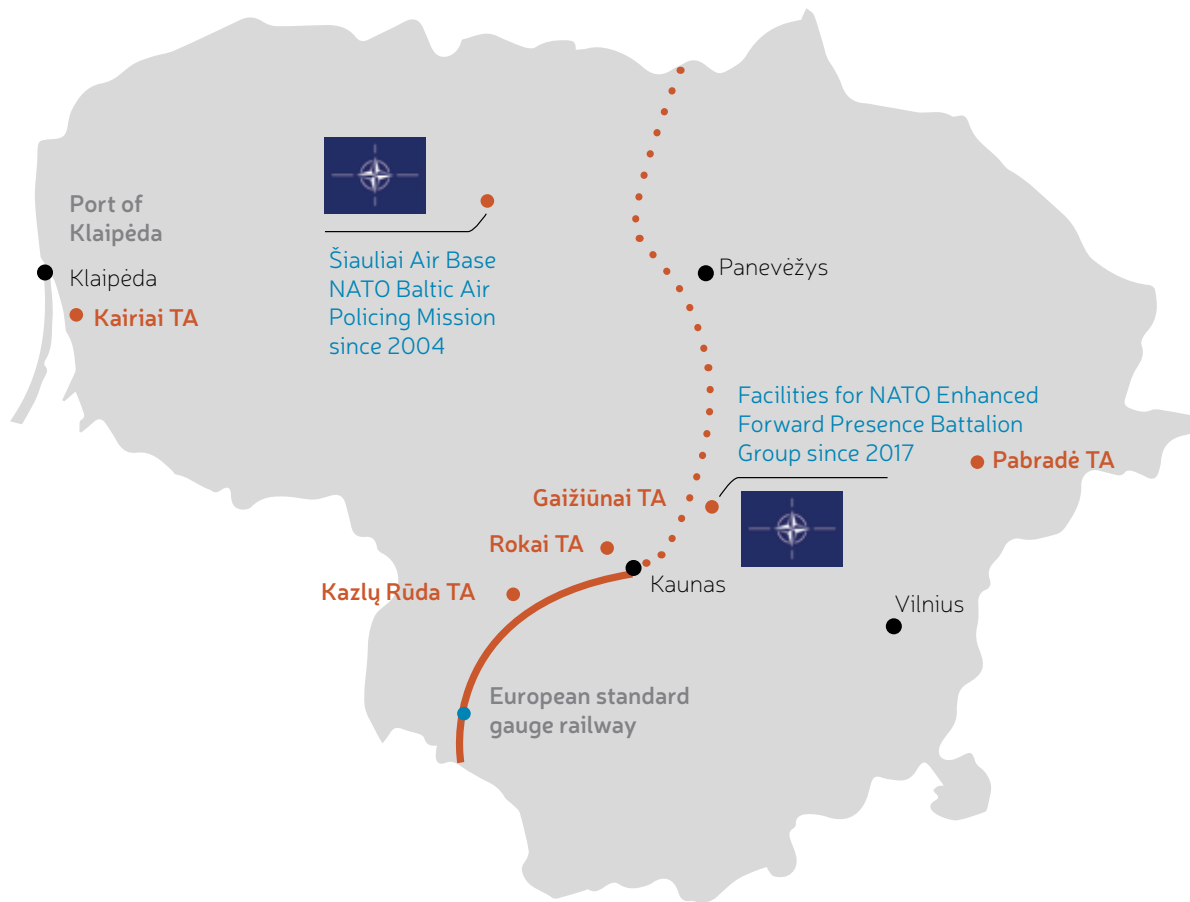 Port of
Klaipėda
Klaipėda
Kairiai TA
Šiauliai Air Base
NATO Baltic Air
Policing Mission
since 2004
Panevėžys
Facilities for NATO Enhanced
Forward Presence Battalion
Group since 2017
Pabradė TA
Gaižiūnai TA
Rokai TA
Kaunas
Kazlų Rūda TA
Vilnius
European standard
gauge railway